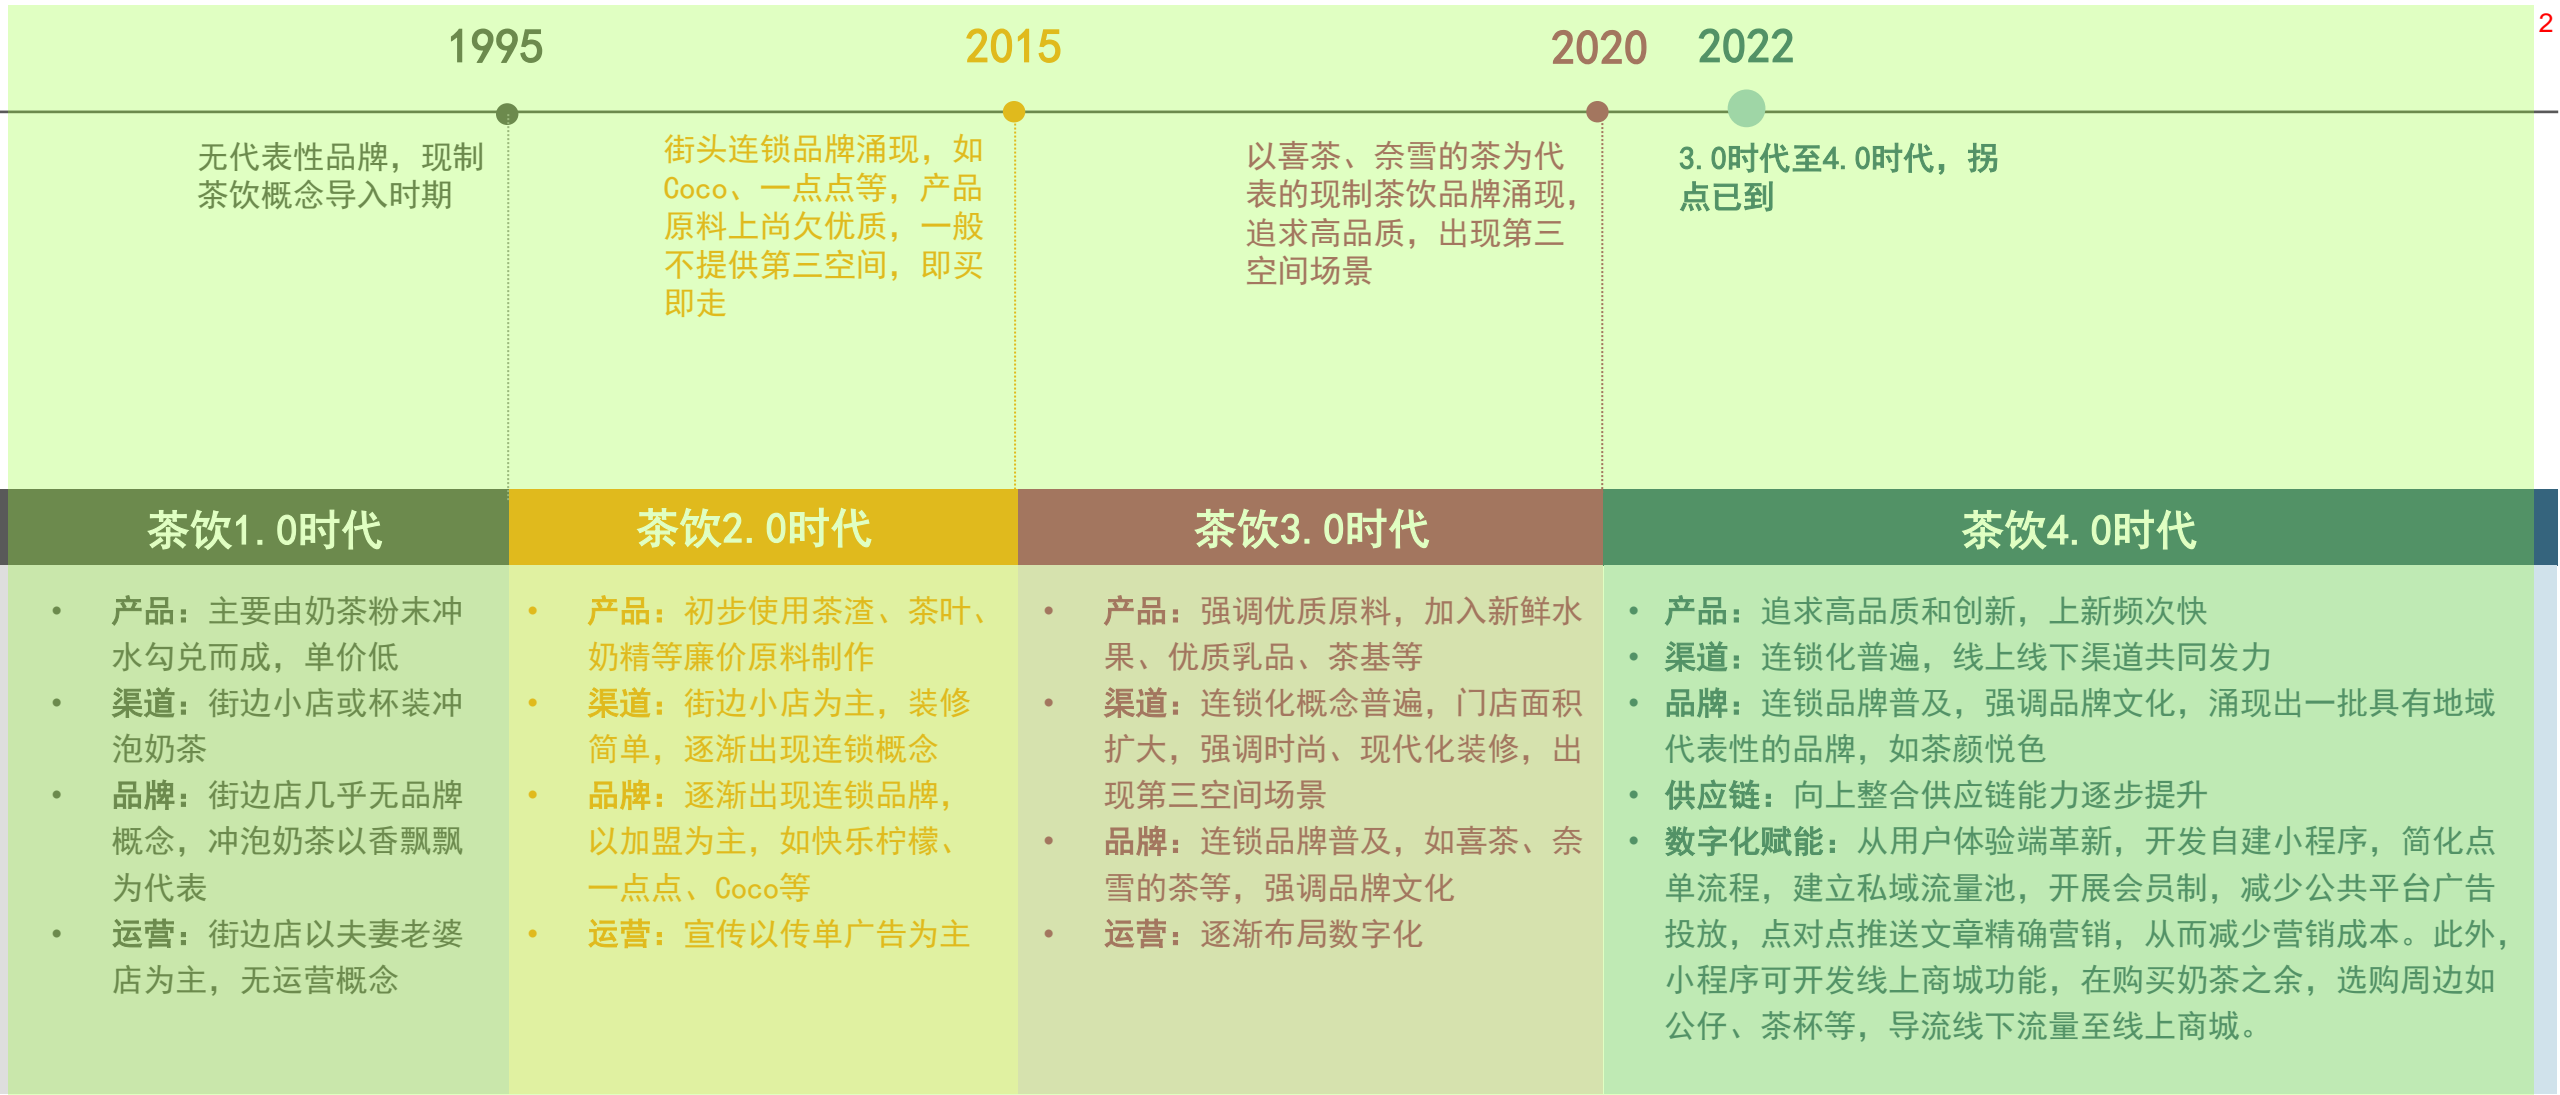 2
1995
2015
2020
2022
无代表性品牌，现制
茶饮概念导入时期
街头连锁品牌涌现，如
Coco、一点点等，产品
原料上尚欠优质，一般
不提供第三空间，即买
即走
以喜茶、奈雪的茶为代
表的现制茶饮品牌涌现，
追求高品质，出现第三
空间场景
3.0时代至4.0时代，拐
点已到
茶饮1.0时代
• 产品：主要由奶茶粉末冲
水勾兑而成，单价低
• 渠道：街边小店或杯装冲
泡奶茶
• 品牌：街边店几乎无品牌
概念，冲泡奶茶以香飘飘
为代表
• 运营：街边店以夫妻老婆
店为主，无运营概念
茶饮2.0时代
• 产品：初步使用茶渣、茶叶、
奶精等廉价原料制作
• 渠道：街边小店为主，装修
简单，逐渐出现连锁概念
• 品牌：逐渐出现连锁品牌，
以加盟为主，如快乐柠檬、
一点点、Coco等
• 运营：宣传以传单广告为主
茶饮3.0时代
• 产品：强调优质原料，加入新鲜水
果、优质乳品、茶基等
• 渠道：连锁化概念普遍，门店面积
扩大，强调时尚、现代化装修，出
现第三空间场景
• 品牌：连锁品牌普及，如喜茶、奈
雪的茶等，强调品牌文化
• 运营：逐渐布局数字化
茶饮4.0时代
• 产品：追求高品质和创新，上新频次快
• 渠道：连锁化普遍，线上线下渠道共同发力
• 品牌：连锁品牌普及，强调品牌文化，涌现出一批具有地域
代表性的品牌，如茶颜悦色
• 供应链：向上整合供应链能力逐步提升
• 数字化赋能：从用户体验端革新，开发自建小程序，简化点
单流程，建立私域流量池，开展会员制，减少公共平台广告
投放，点对点推送文章精确营销，从而减少营销成本。此外，
小程序可开发线上商城功能，在购买奶茶之余，选购周边如
公仔、茶杯等，导流线下流量至线上商城。